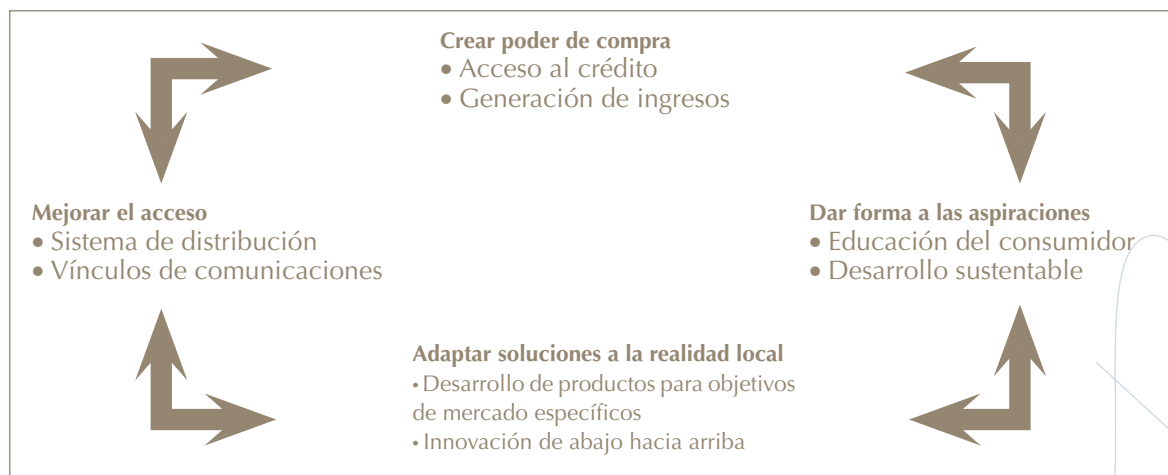 Crear poder de compra
• Acceso al crédito
• Generación de ingresos
Mejorar el acceso
• Sistema de distribución
• Vínculos de comunicaciones
Dar forma a las aspiraciones
• Educación del consumidor
• Desarrollo sustentable
Adaptar soluciones a la realidad local
• Desarrollo de productos para objetivos
de mercado específicos
• Innovación de abajo hacia arriba